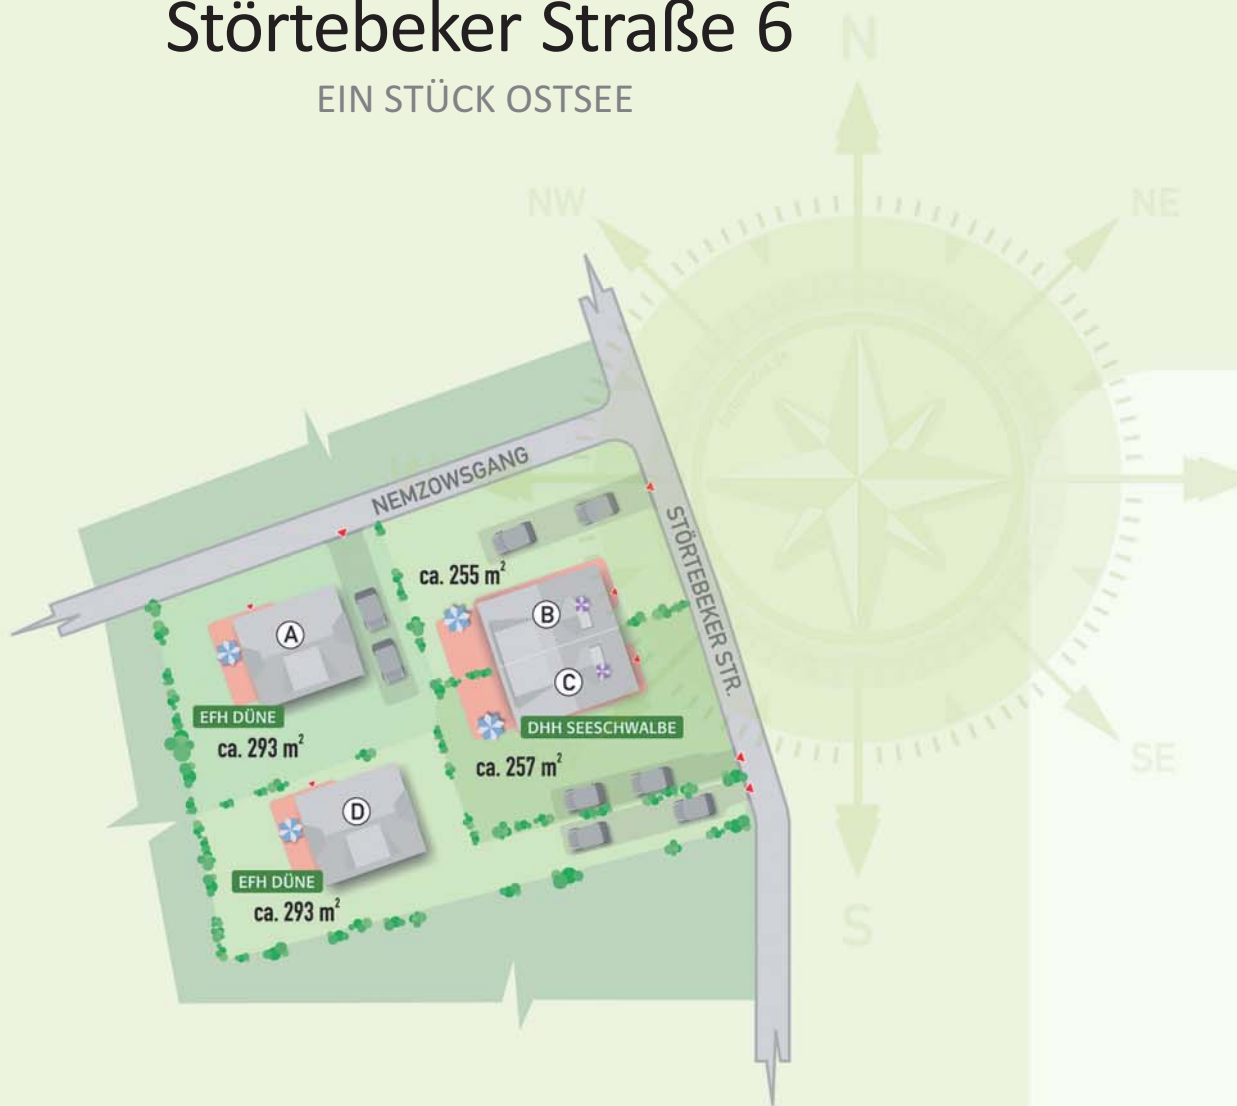 Störtebeker Straße 6
EIN STÜCK OSTSEE
N
NW
NE
NEMZOWSGANG
STÖRTEBEKER STR.
ca. 255 m²
B
A
C
EFH DÜNE
ca. 293 m²
DHH SEESCHWALBE
ca. 257 m²
SE
D
EFH DÜNE
ca. 293 m²
S